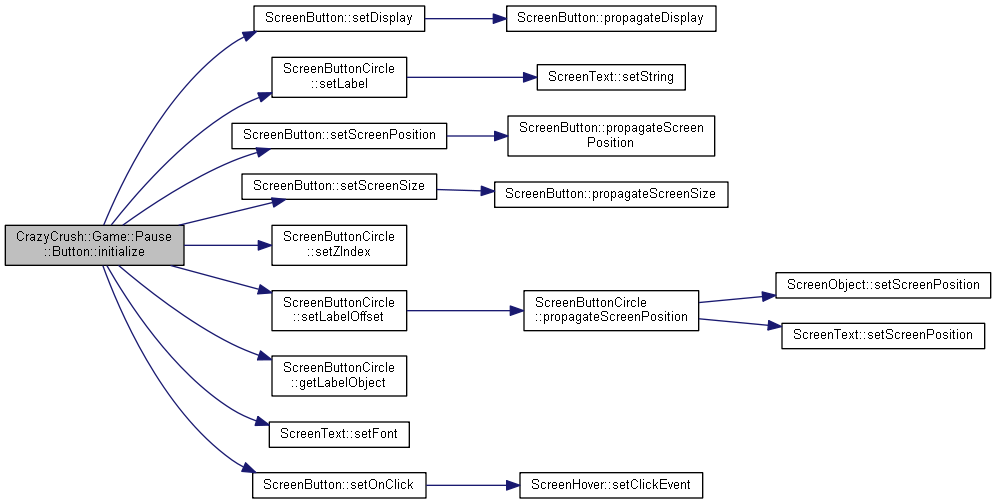 ScreenButton::setDisplay
ScreenButton::propagateDisplay
ScreenButtonCircle
::setLabel
ScreenText::setString
ScreenButton::setScreenPosition
ScreenButton::propagateScreen
Position
ScreenButton::setScreenSize
ScreenButton::propagateScreenSize
CrazyCrush::Game::Pause
::Button::initialize
ScreenButtonCircle
::setZIndex
ScreenButtonCircle
::setLabelOffset
ScreenButtonCircle
::propagateScreenPosition
ScreenObject::setScreenPosition
ScreenText::setScreenPosition
ScreenButtonCircle
::getLabelObject
ScreenText::setFont
ScreenButton::setOnClick
ScreenHover::setClickEvent